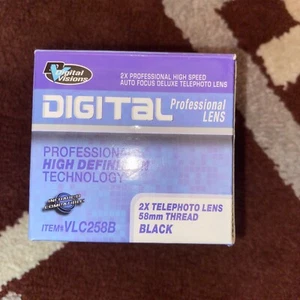 Digital
Visions
2X PROFESSIONAL HIGH SPEED
AUTO FOCUS DELUXE TELEPHOTO LENS
DIGITAL Professional
LENS
PROFESSIONAL
HIGH DEFINITION
TECHNOLOGY
2X TELEPHOTO LENS
58mm THREAD
ITEM# VLC258B
BLACK